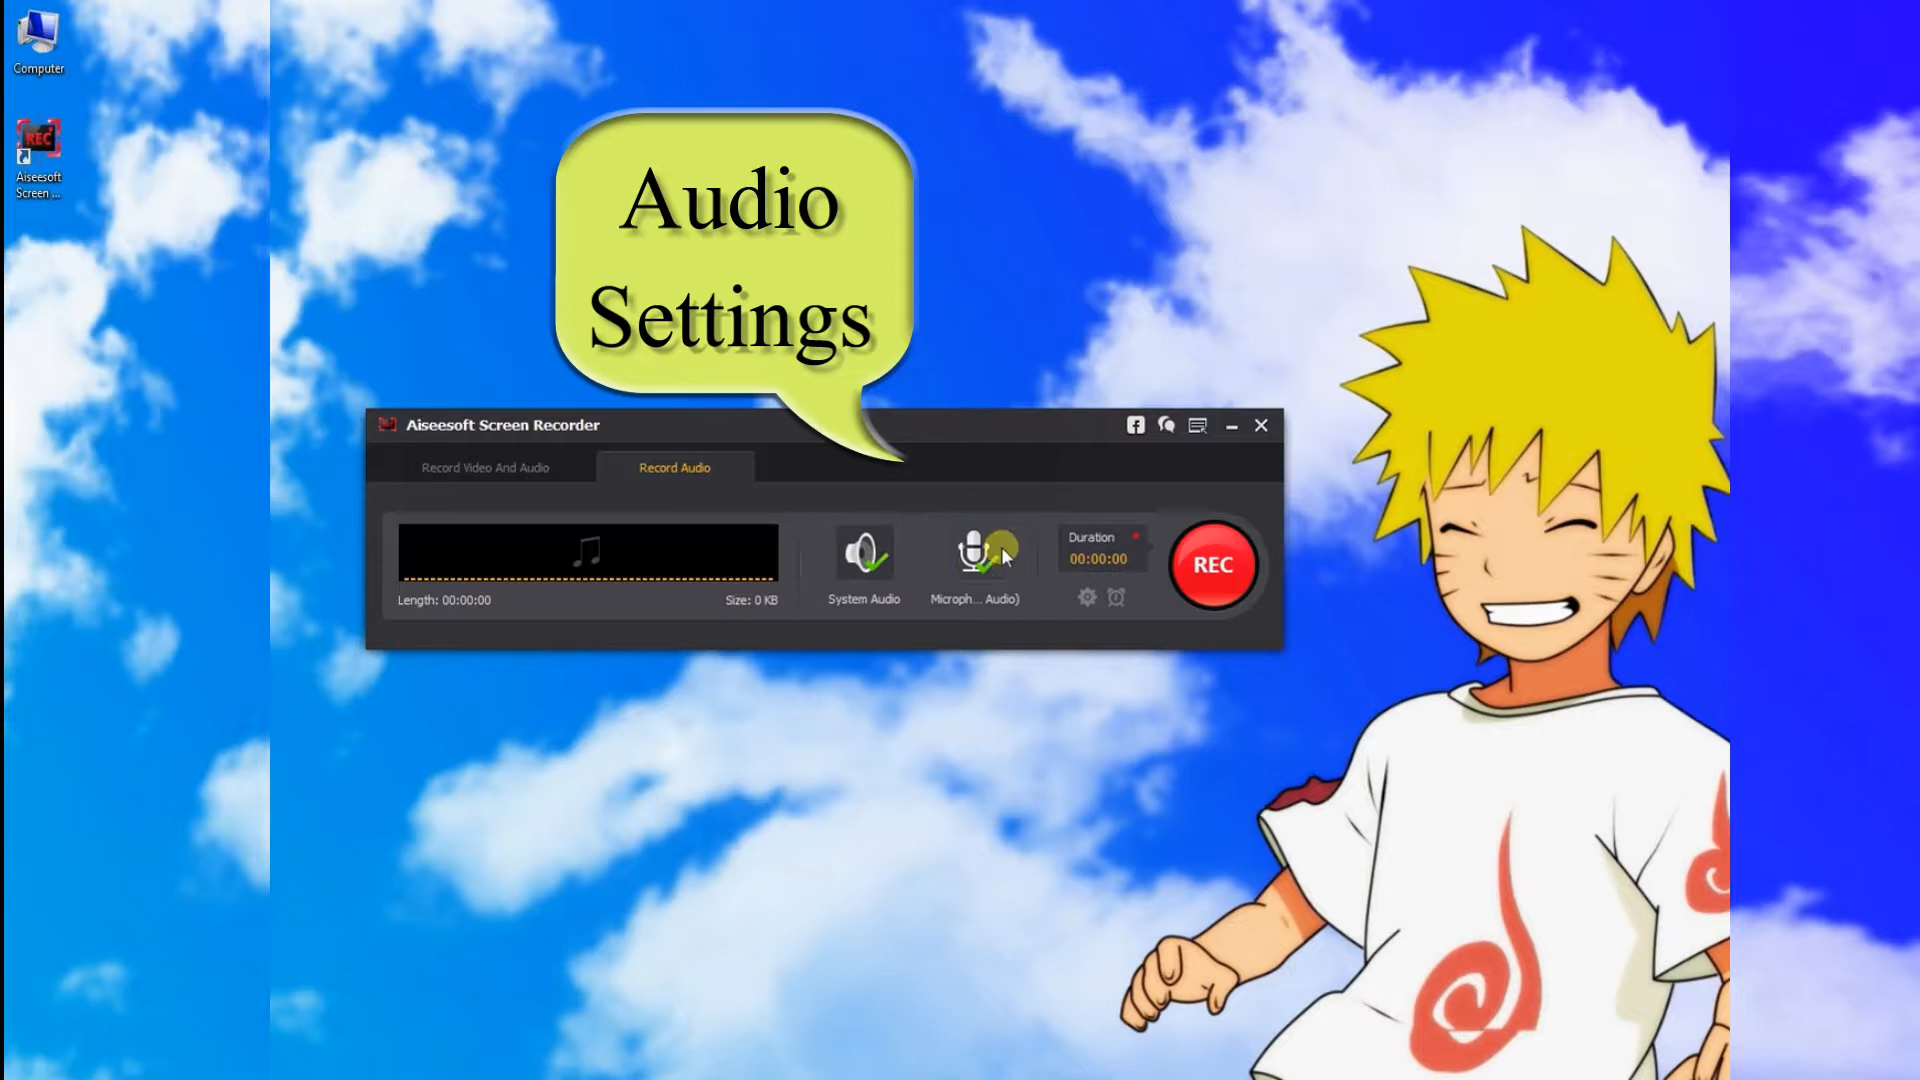 Computer
REC
Aiseesoft
Screen ...
Audio
Settings
Aiseesoft Screen Recorder
Record Video And Audio
Record Audio
Length: 00:00:00
Size: 0 KB
System Audio
Microph... Audio)
Duration
00:00:00
REC